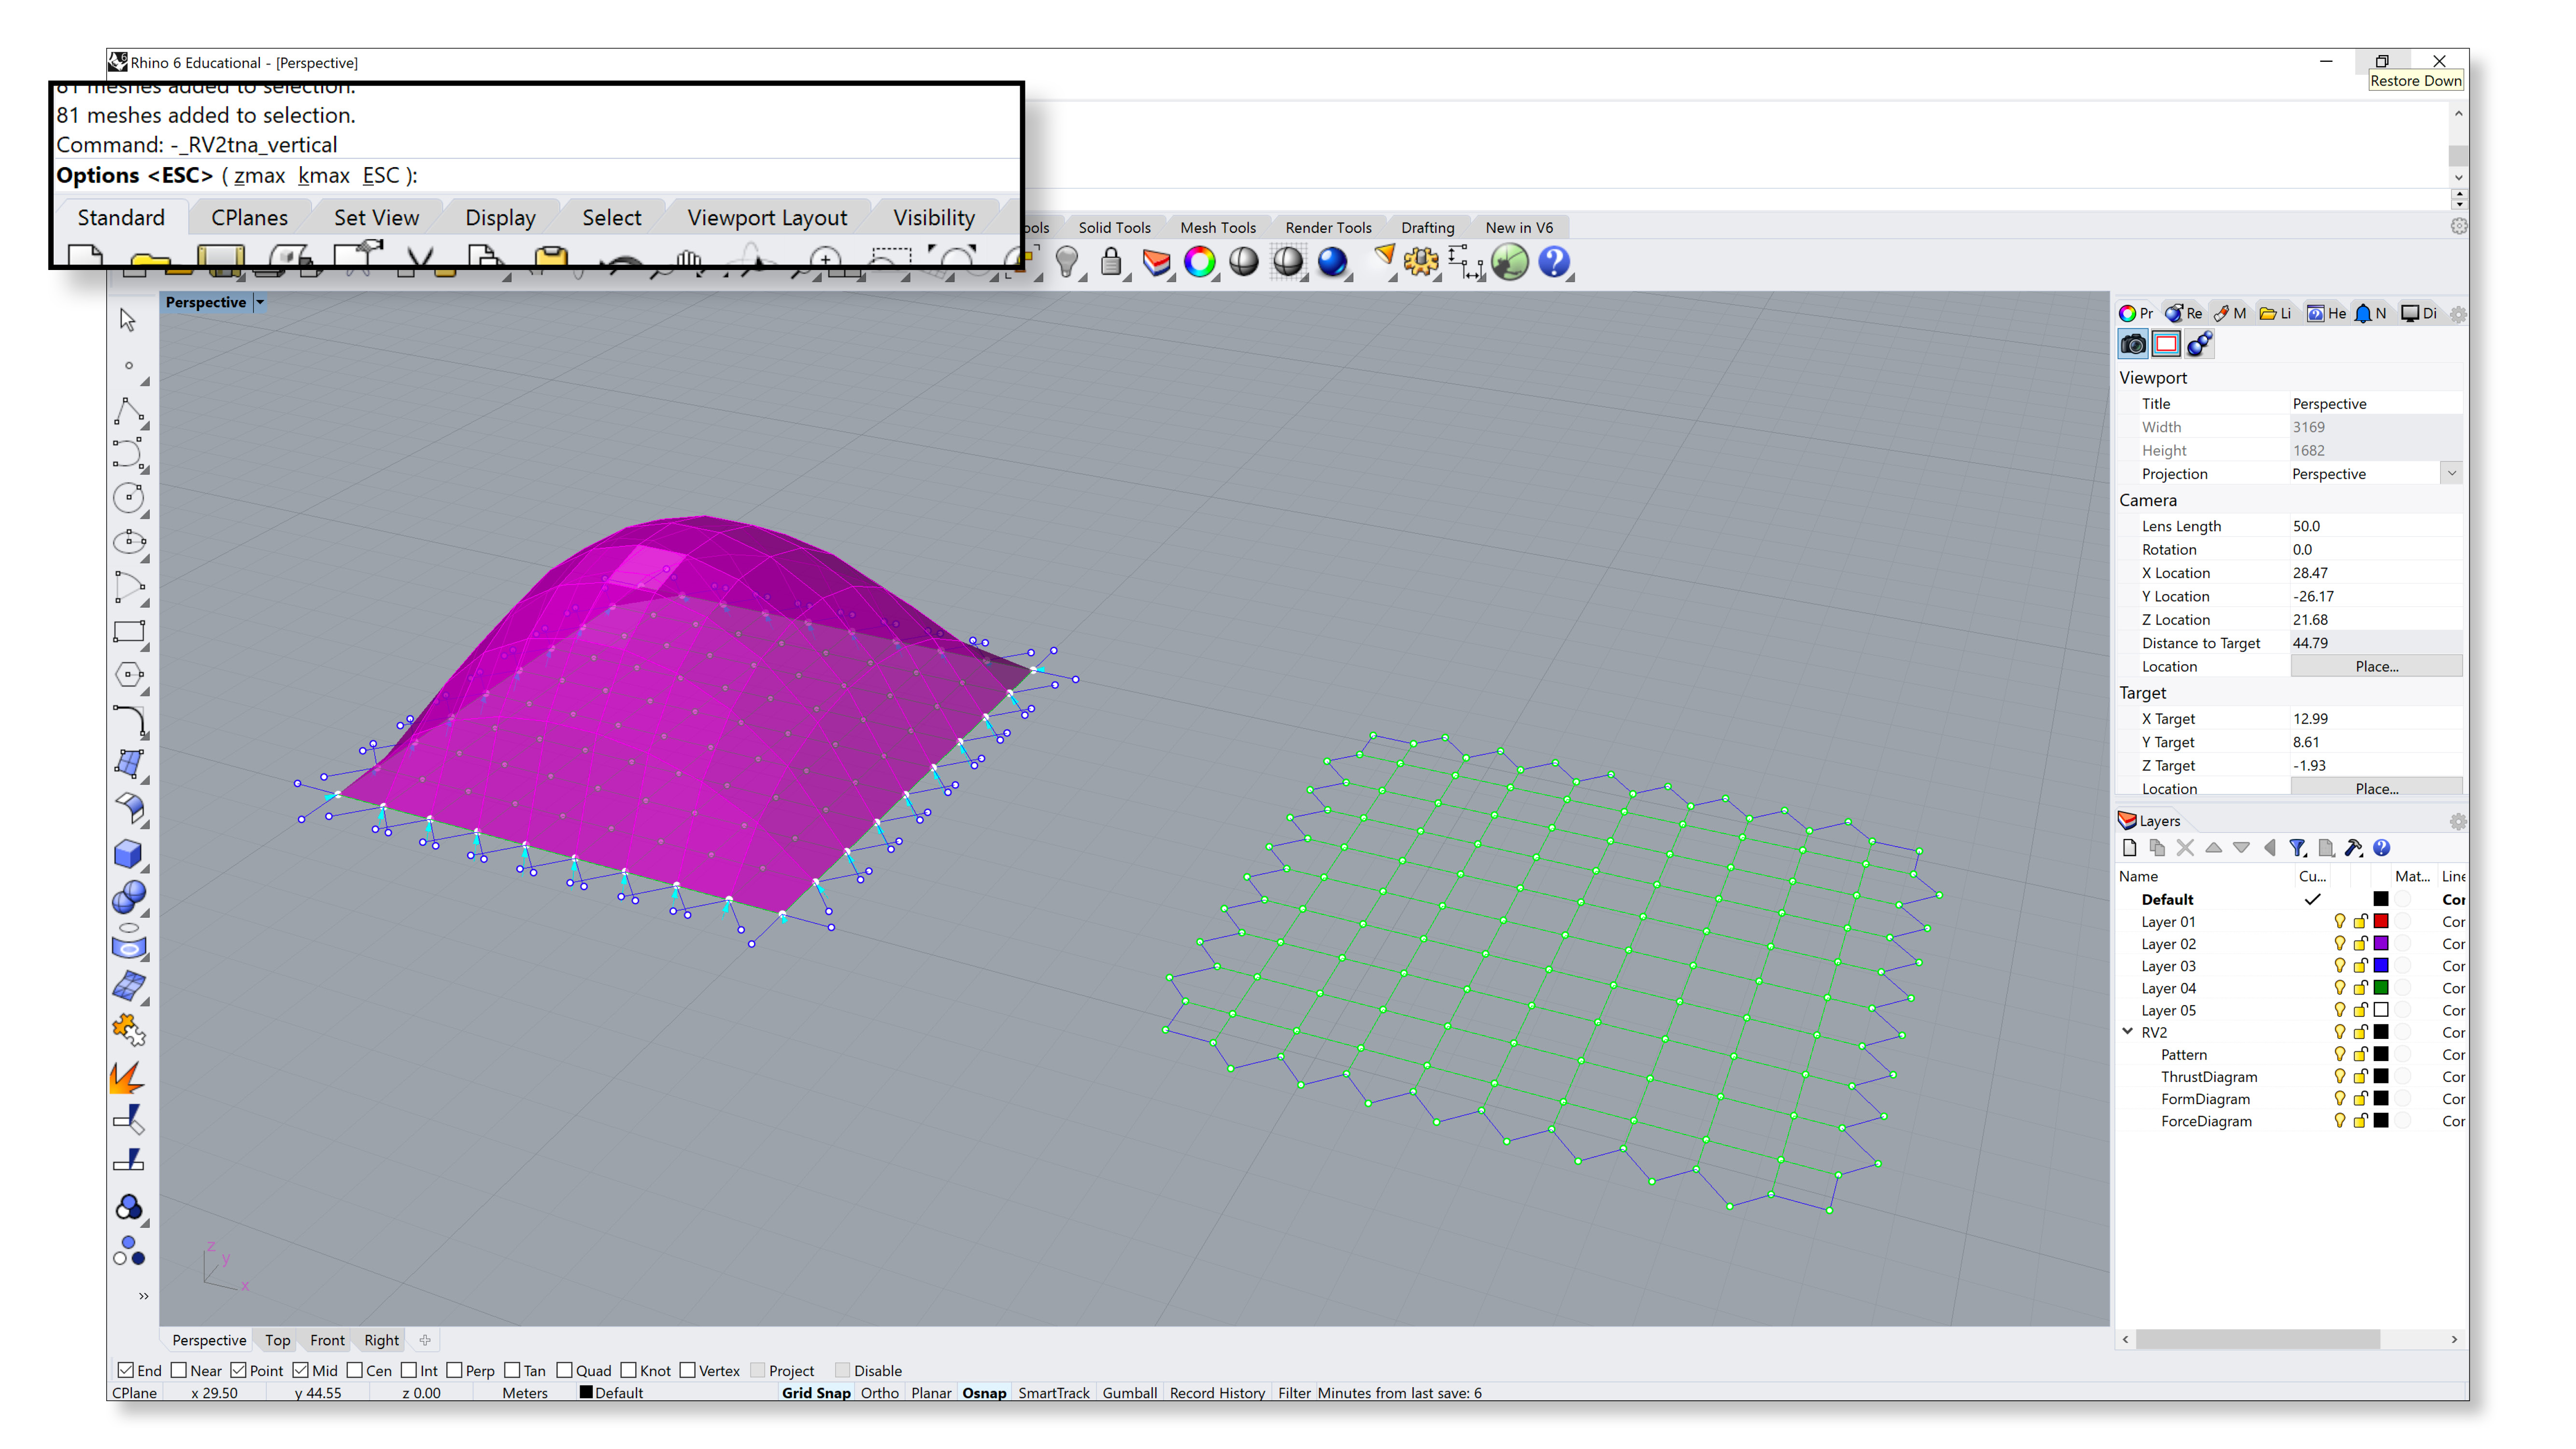 Rhino 6 Educational - [Perspective]
Restore Down
81 meshes added to selection.
81 meshes added to selection.
Command: -_RV2tna_vertical
Options <ESC> ( zmax kmax ESC ):
Standard CPlanes Set View Display Select Viewport Layout Visibility
ools Solid Tools Mesh Tools Render Tools Drafting New in V6
Perspective
Pr Re M Li He N Di
Viewport
Title Perspective
Width 3169
Height 1682
Projection Perspective
Camera
Lens Length 50.0
Rotation 0.0
X Location 28.47
Y Location -26.17
Z Location 21.68
Distance to Target 44.79
Location Place...
Target
X Target 12.99
Y Target 8.61
Z Target -1.93
Location Place...
Layers
Name Cu... Mat... Line
Default Cor
Layer 01 Cor
Layer 02 Cor
Layer 03 Cor
Layer 04 Cor
Layer 05 Cor
RV2 Cor
Pattern Cor
ThrustDiagram Cor
FormDiagram Cor
ForceDiagram Cor
z
y
x
Perspective Top Front Right
End Near Point Mid Cen Int Perp Tan Quad Knot Vertex Project Disable
CPlane x 29.50 y 44.55 z 0.00 Meters Default Grid Snap Ortho Planar Osnap SmartTrack Gumball Record History Filter Minutes from last save: 6